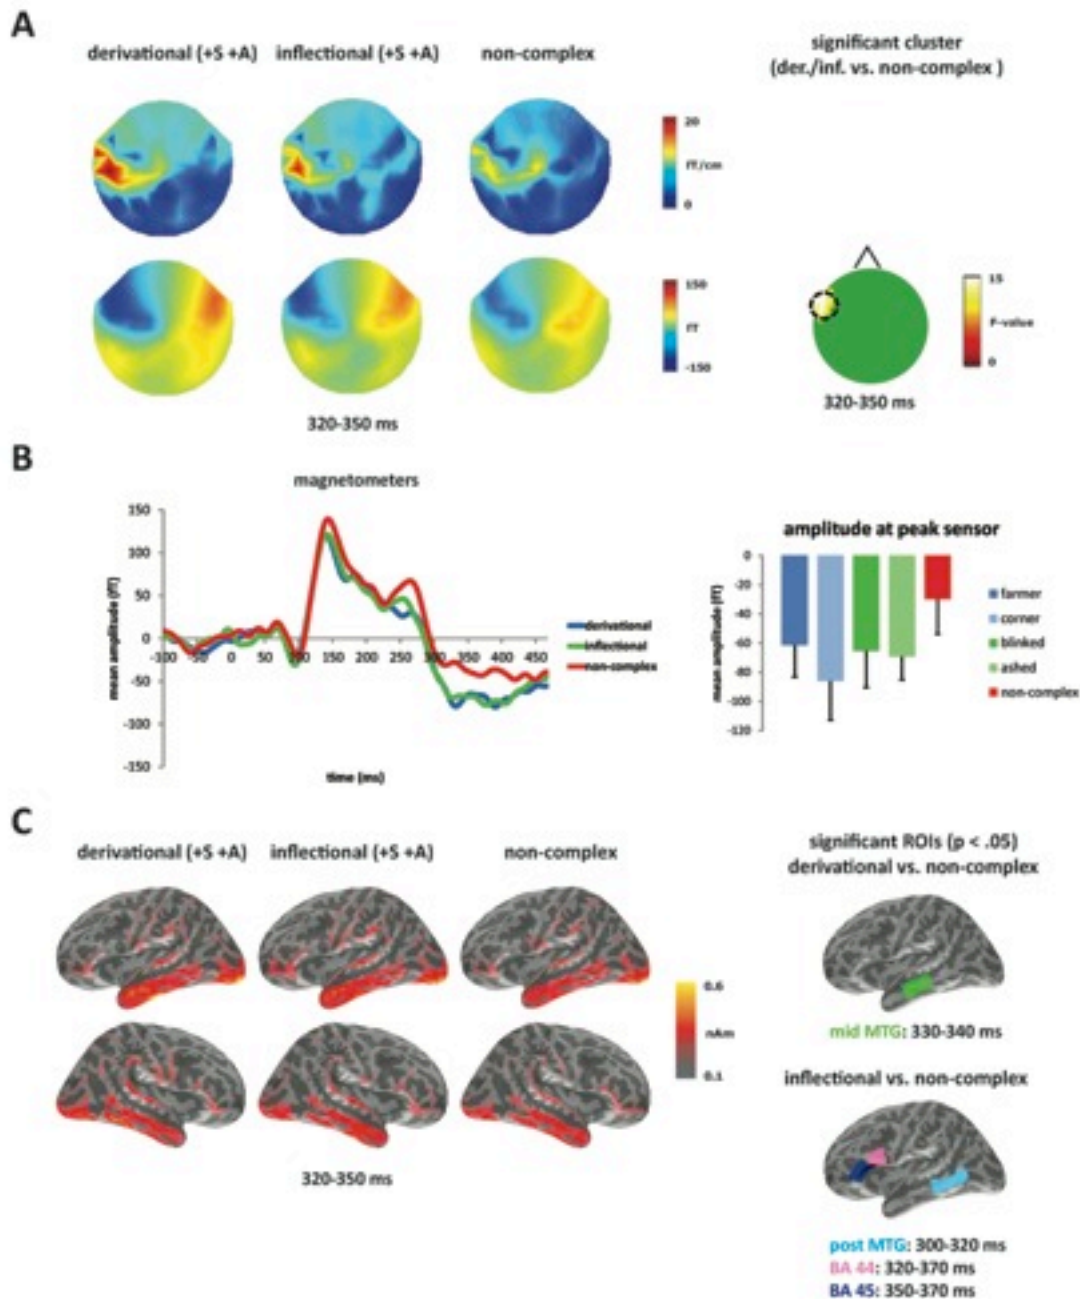 A
derivational (+S +A)
inflectional (+S +A)
non-complex
significant cluster
(der./inf. vs. non-complex )
20
fT/cm
0
150
fT
-150
15
F-value
0
320-350 ms
320-350 ms
B
magnetometers
150
100
50
0
-50
-100
-150
-100
-50
0
50
100
150
200
250
300
350
400
450
mean amplitude (fT)
time (ms)
derivational
inflectional
non-complex
amplitude at peak sensor
0
-20
-40
-60
-80
-100
-120
mean amplitude (fT)
farmer
corner
blinked
ashed
non-complex
C
derivational (+S +A)
inflectional (+S +A)
non-complex
significant ROIs (p < .05)
derivational vs. non-complex
0.6
nAm
0.1
mid MTG: 330-340 ms
inflectional vs. non-complex
320-350 ms
post MTG: 300-320 ms
BA 44: 320-370 ms
BA 45: 350-370 ms